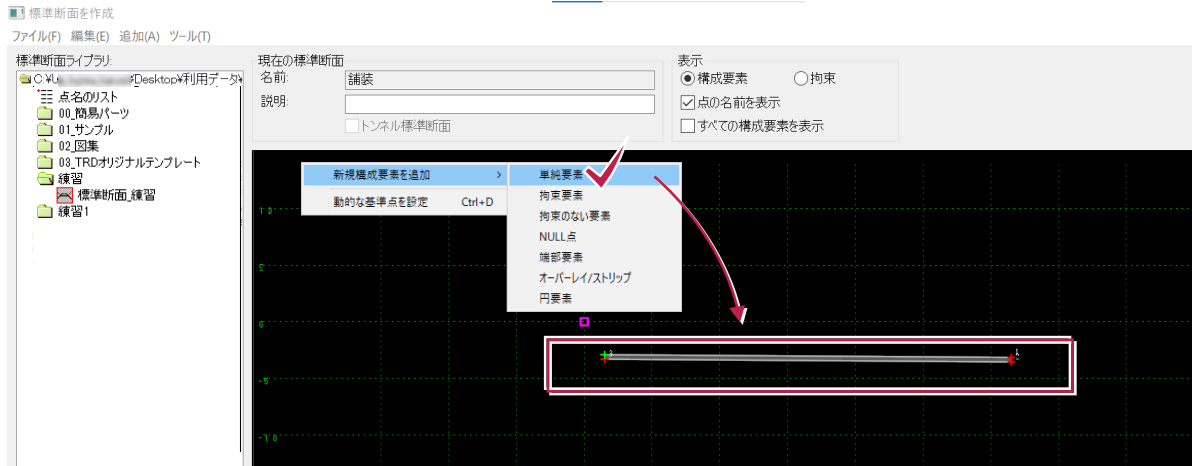 標準断面を作成
ファイル(F) 編集(E) 追加(A) ツール(T)
標準断面ライブラリ:
C:¥U Desktop¥利用データ¥
点名のリスト
00_簡易パーツ
01_サンプル
02_図集
03_TRDオリジナルテンプレート
練習
標準断面_練習
練習1
現在の標準断面
名前: 舗装
説明:
トンネル標準断面
表示
構成要素 拘束
点の名前を表示
すべての構成要素を表示
新規構成要素を追加 >
動的な基準点を設定 Ctrl+D
単純要素
拘束要素
拘束のない要素
NULL点
端部要素
オーバーレイ/ストリップ
円要素